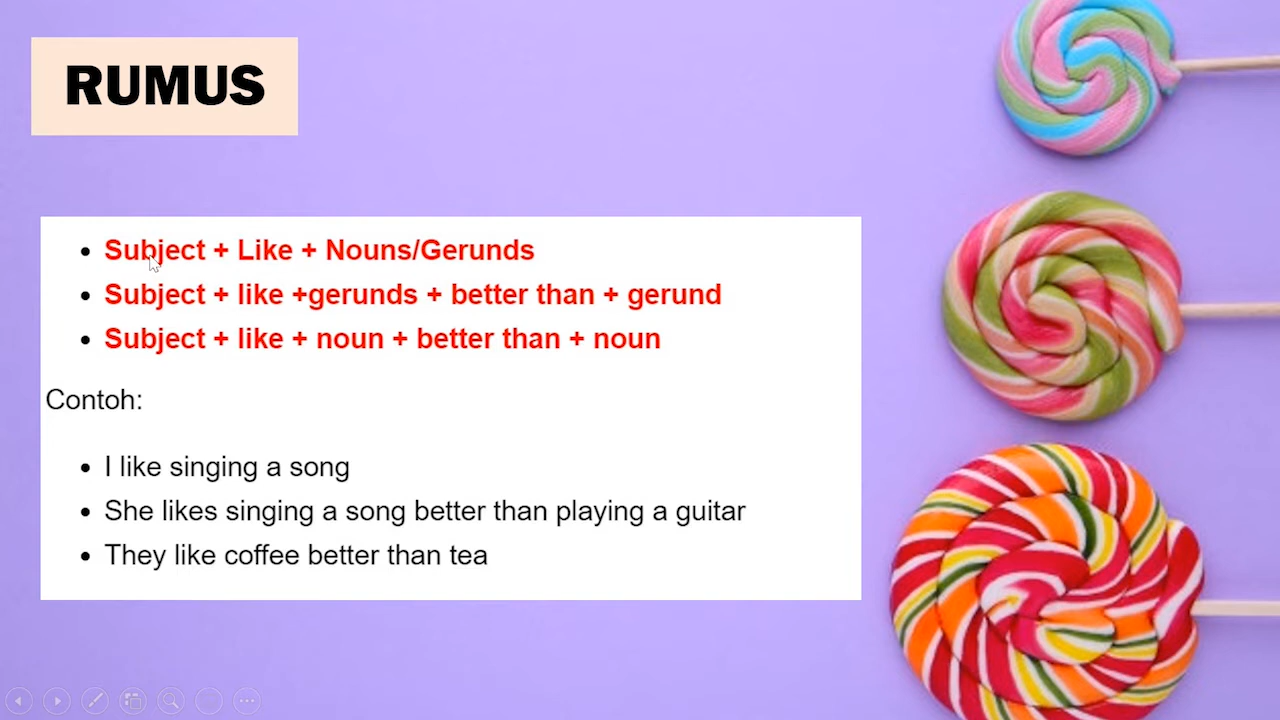 RUMUS
• Subject + Like + Nouns/Gerunds
• Subject + like +gerunds + better than + gerund
• Subject + like + noun + better than + noun
Contoh:
• I like singing a song
• She likes singing a song better than playing a guitar
• They like coffee better than tea